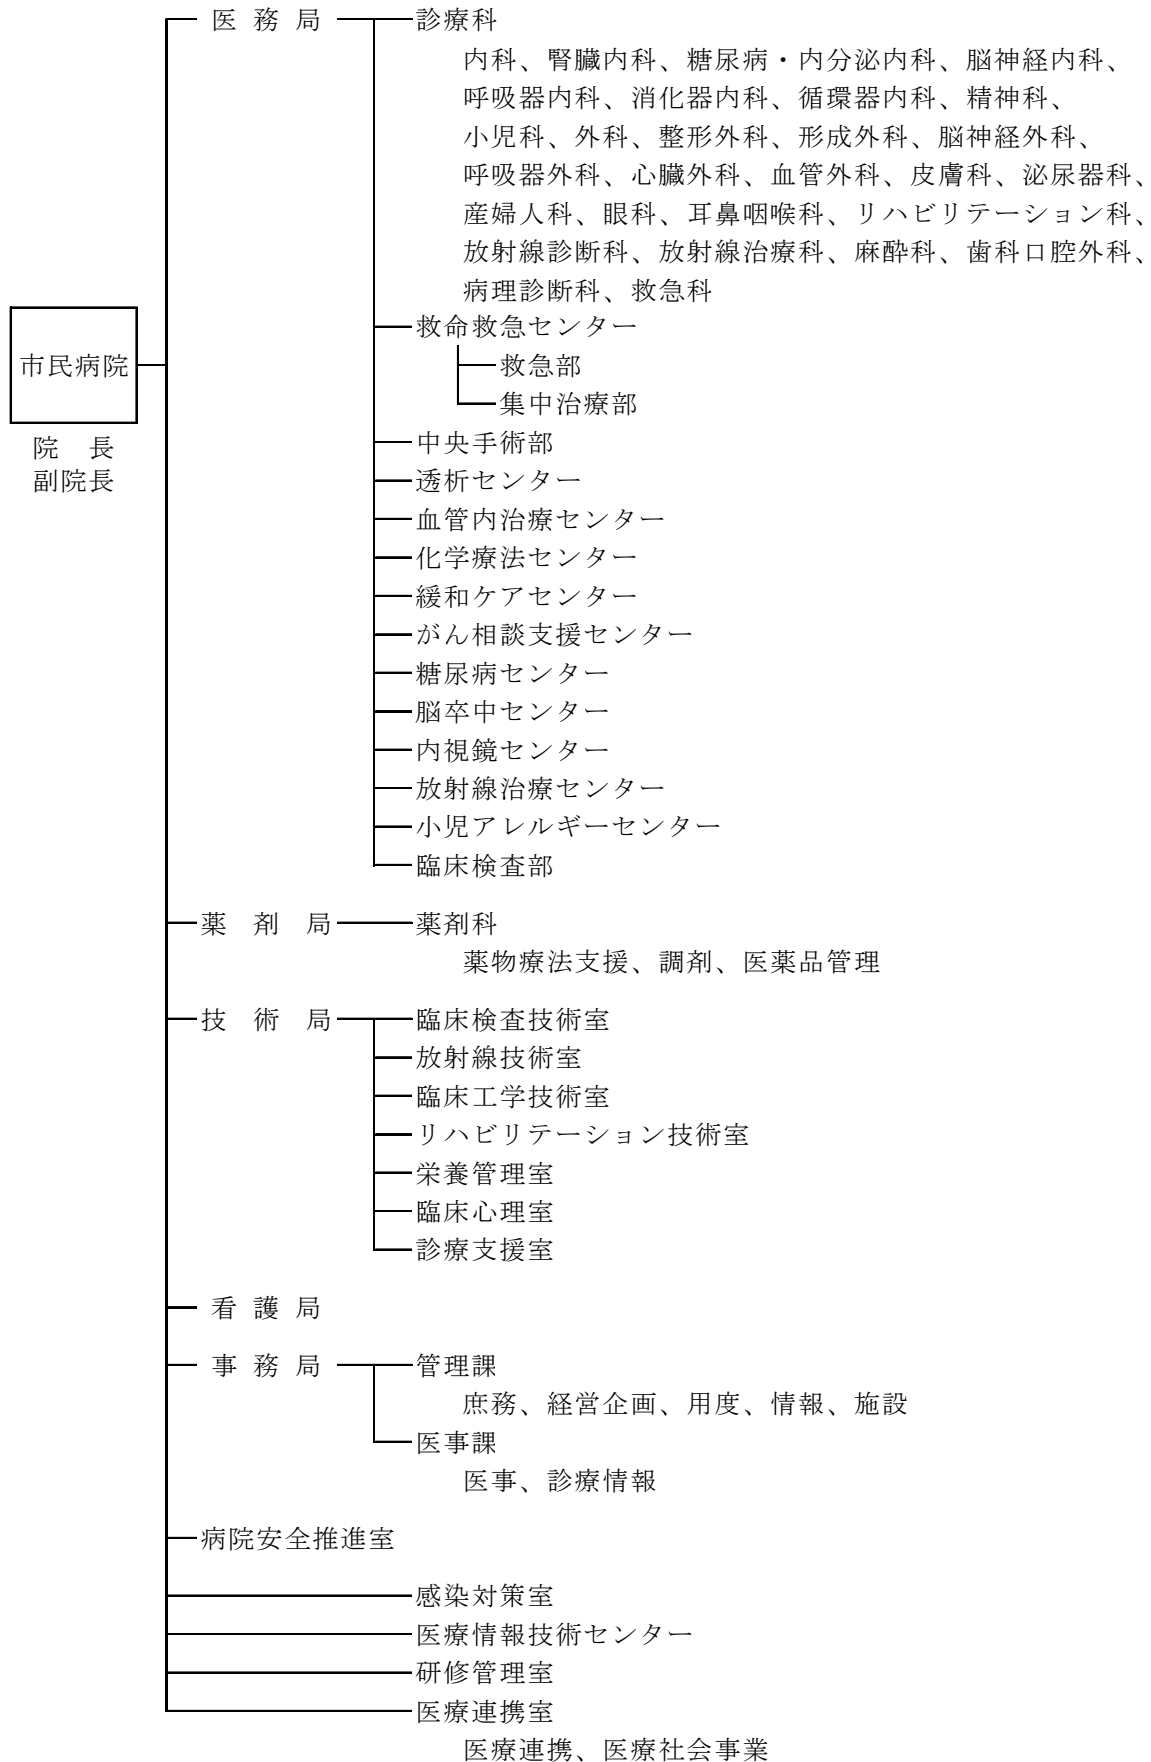 医務局
診療科
内科、腎臓内科、糖尿病・内分泌内科、脳神経内科、
呼吸器内科、消化器内科、循環器内科、精神科、
小児科、外科、整形外科、形成外科、脳神経外科、
呼吸器外科、心臓外科、血管外科、皮膚科、泌尿器科、
産婦人科、眼科、耳鼻咽喉科、リハビリテーション科、
放射線診断科、放射線治療科、麻酔科、歯科口腔外科、
病理診断科、救急科
救命救急センター
市民病院
救急部
集中治療部
院長
副院長
中央手術部
透析センター
血管内治療センター
化学療法センター
緩和ケアセンター
がん相談支援センター
糖尿病センター
脳卒中センター
内視鏡センター
放射線治療センター
小児アレルギーセンター
臨床検査部
薬剤局
薬剤科
薬物療法支援、調剤、医薬品管理
技術局
臨床検査技術室
放射線技術室
臨床工学技術室
リハビリテーション技術室
栄養管理室
臨床心理室
診療支援室
看護局
事務局
管理課
庶務、経営企画、用度、情報、施設
医事課
医事、診療情報
病院安全推進室
感染対策室
医療情報技術センター
研修管理室
医療連携室
医療連携、医療社会事業